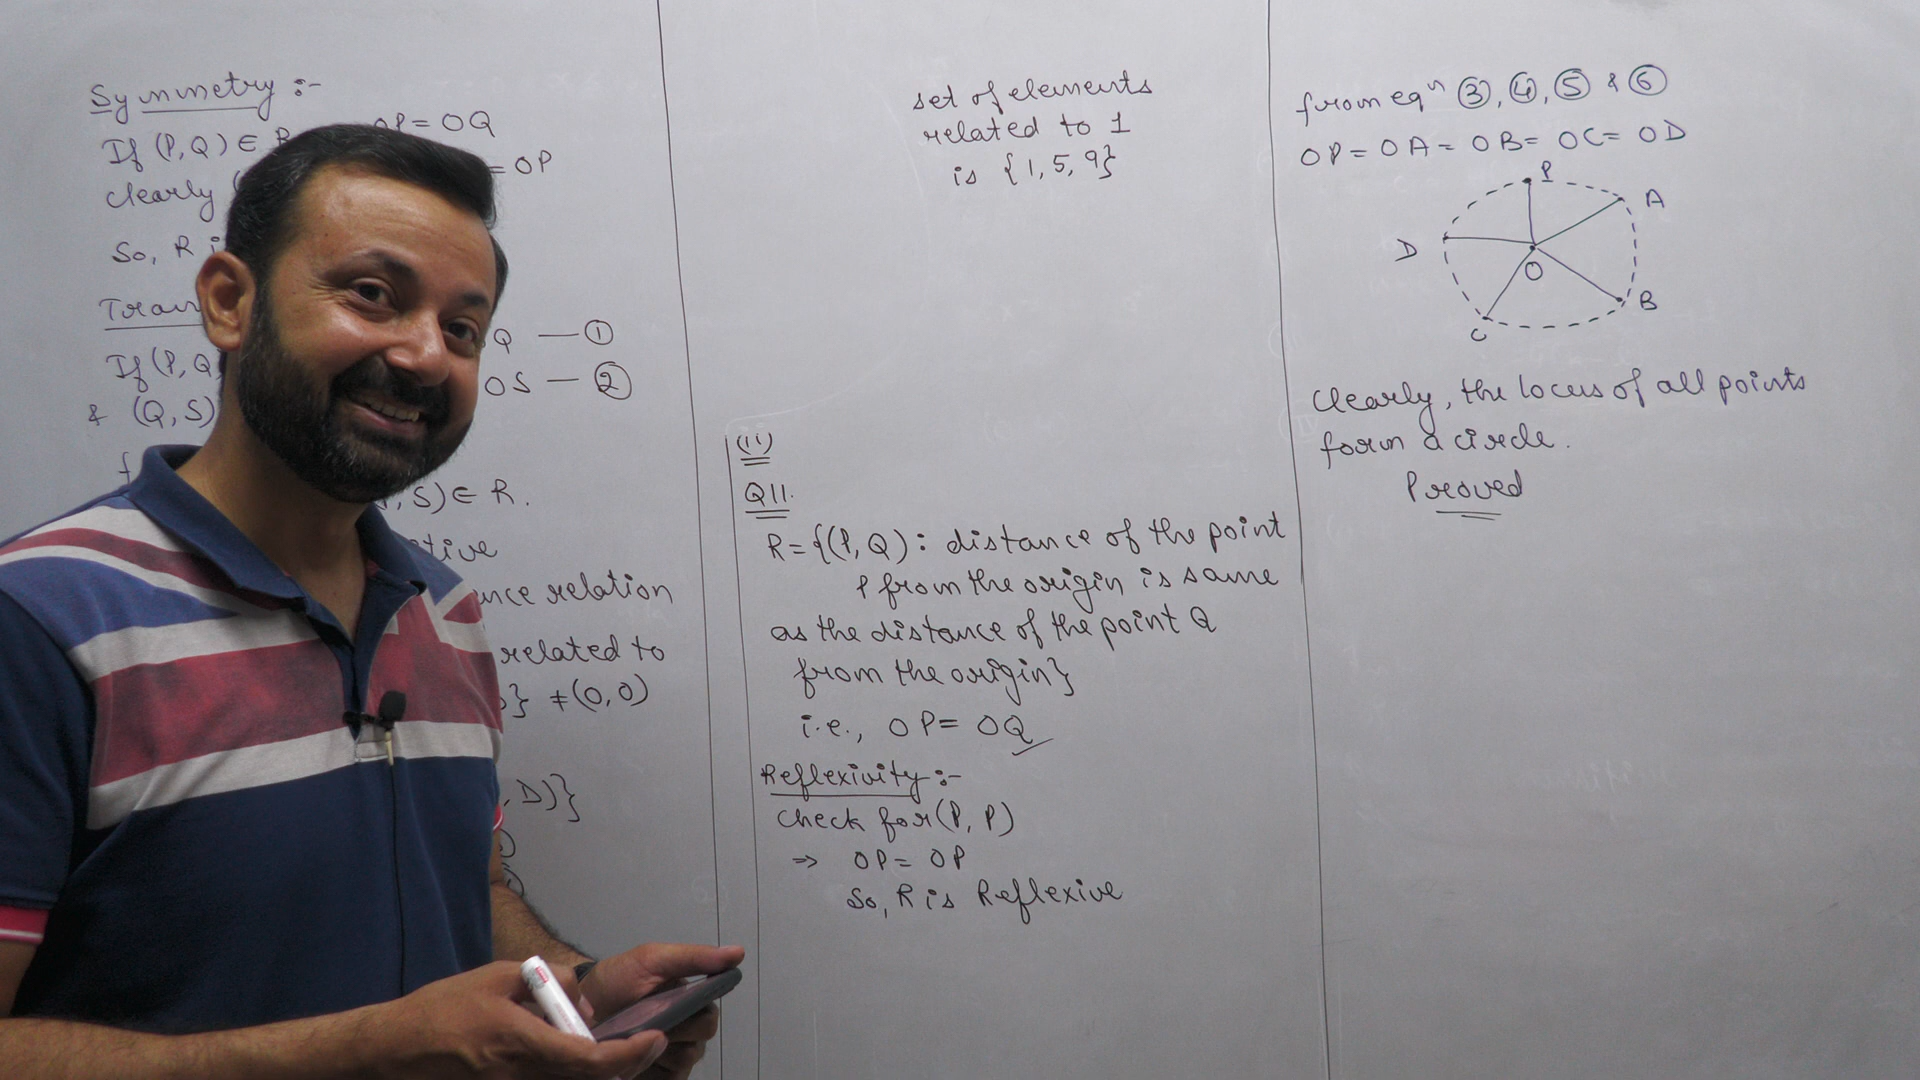 Symmetry :-
If (P,Q) ∈ R OP = OQ
clearly ( = OP
So, R i
Tran
If (P,Q Q — ①
& (Q,S) OS — ②
f
,S) ∈ R.
tive
nce relation
related to
} ≠ (0,0)
, D)}
set of elements
related to 1
is {1, 5, 9}
(ii)
Q11.
R = {(P, Q) : distance of the point
P from the origin is same
as the distance of the point Q
from the origin}
i.e., OP = OQ
Reflexivity :-
check for (P, P)
⇒ OP = OP
So, R is Reflexive
from eqⁿ ③, ④, ⑤ & ⑥
OP = OA = OB = OC = OD
P
A
D
O
B
C
Clearly, the locus of all points
form a circle.
Proved